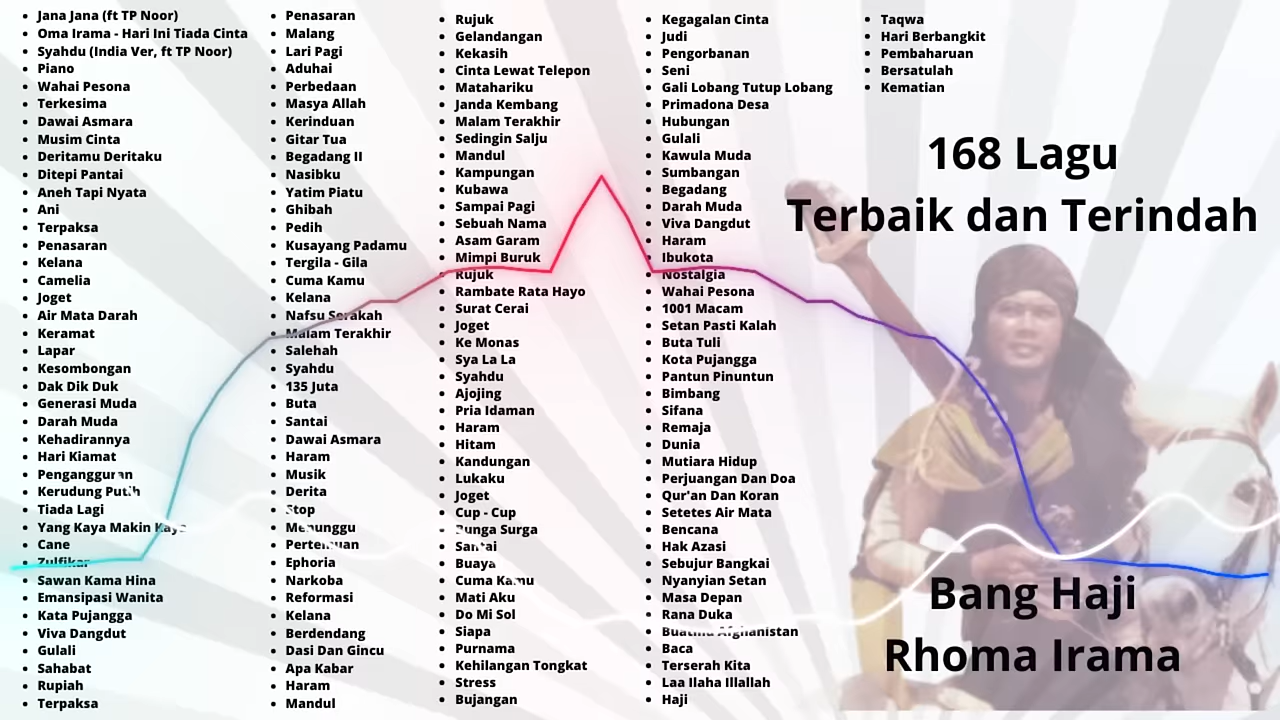 Jana Jana (ft TP Noor)
Oma Irama - Hari Ini Tiada Cinta
Syahdu (India Ver, ft TP Noor)
Piano
Wahai Pesona
Terkesima
Dawai Asmara
Musim Cinta
Deritamu Deritaku
Ditepi Pantai
Aneh Tapi Nyata
Ani
Terpaksa
Penasaran
Kelana
Camelia
Joget
Air Mata Darah
Keramat
Lapar
Kesombongan
Dak Dik Duk
Generasi Muda
Darah Muda
Kehadirannya
Hari Kiamat
Pengangguran
Kerudung Putih
Tiada Lagi
Yang Kaya Makin Kaya
Cane
Zulfikar
Sawan Kama Hina
Emansipasi Wanita
Kata Pujangga
Viva Dangdut
Gulali
Sahabat
Rupiah
Terpaksa
Penasaran
Malang
Lari Pagi
Aduhai
Perbedaan
Masya Allah
Kerinduan
Gitar Tua
Begadang II
Nasibku
Yatim Piatu
Ghibah
Pedih
Kusayang Padamu
Tergila - Gila
Cuma Kamu
Kelana
Nafsu Serakah
Malam Terakhir
Salehah
Syahdu
135 Juta
Buta
Santai
Dawai Asmara
Haram
Musik
Derita
Stop
Menunggu
Pertemuan
Ephoria
Narkoba
Reformasi
Kelana
Berdendang
Dasi Dan Gincu
Apa Kabar
Haram
Mandul
Rujuk
Gelandangan
Kekasih
Cinta Lewat Telepon
Matahariku
Janda Kembang
Malam Terakhir
Sedingin Salju
Mandul
Kampungan
Kubawa
Sampai Pagi
Sebuah Nama
Asam Garam
Mimpi Buruk
Rujuk
Rambate Rata Hayo
Surat Cerai
Joget
Ke Monas
Sya La La
Syahdu
Ajojing
Pria Idaman
Haram
Hitam
Kandungan
Lukaku
Joget
Cup - Cup
Bunga Surga
Santai
Buaya
Cuma Kamu
Mati Aku
Do Mi Sol
Siapa
Purnama
Kehilangan Tongkat
Stress
Bujangan
Kegagalan Cinta
Judi
Pengorbanan
Seni
Gali Lobang Tutup Lobang
Primadona Desa
Hubungan
Gulali
Kawula Muda
Sumbangan
Begadang
Darah Muda
Viva Dangdut
Haram
Ibukota
Nostalgia
Wahai Pesona
1001 Macam
Setan Pasti Kalah
Buta Tuli
Kota Pujangga
Pantun Pinuntun
Bimbang
Sifana
Remaja
Dunia
Mutiara Hidup
Perjuangan Dan Doa
Qur'an Dan Koran
Setetes Air Mata
Bencana
Hak Azasi
Sebujur Bangkai
Nyanyian Setan
Masa Depan
Rana Duka
Buatmu Afghanistan
Baca
Terserah Kita
Laa Ilaha Illallah
Haji
Taqwa
Hari Berbangkit
Pembaharuan
Bersatulah
Kematian
168 Lagu
Terbaik dan Terindah
Bang Haji
Rhoma Irama